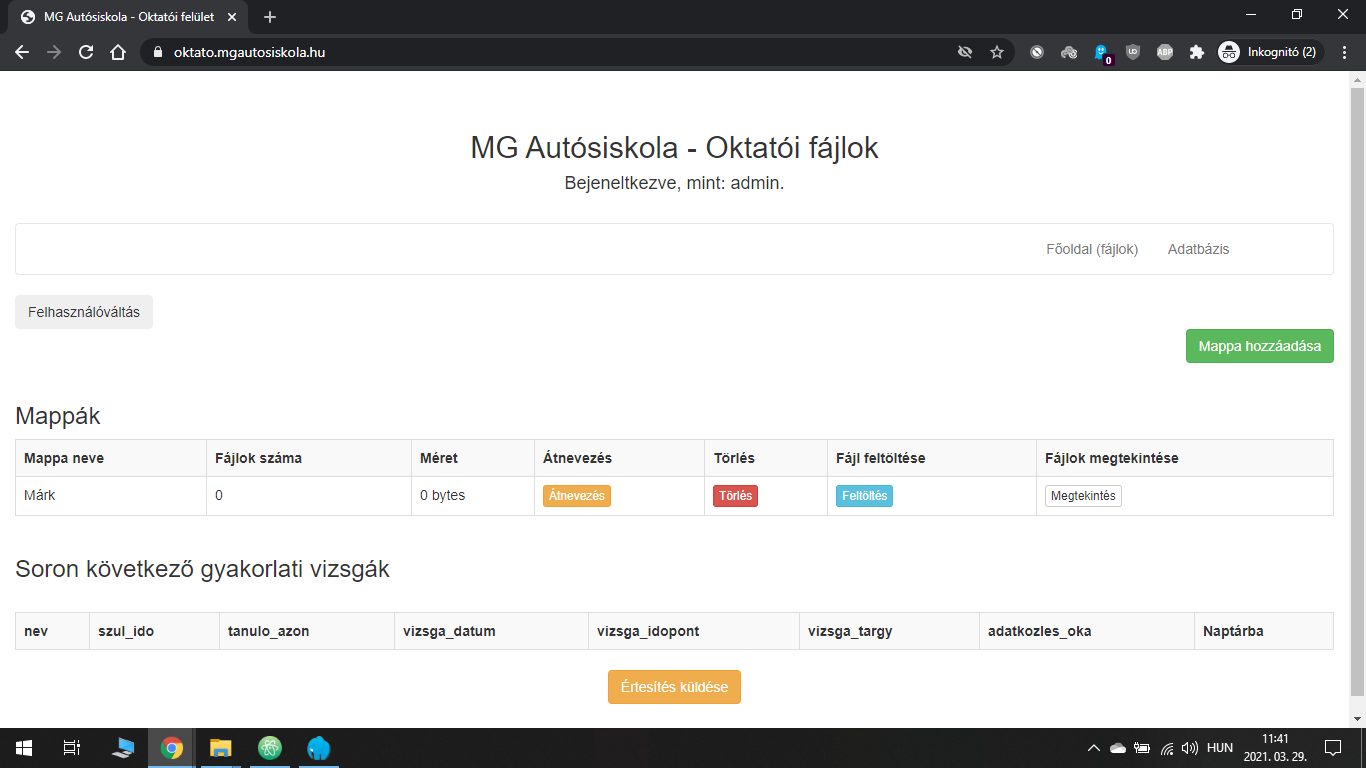 MG Autósiskola - Oktatói felület
oktato.mgautosiskola.hu
0
UD
ABP
Inkognitó (2)
MG Autósiskola - Oktatói fájlok
Bejeneltkezve, mint: admin.
Főoldal (fájlok) Adatbázis
Felhasználóváltás
Mappa hozzáadása
Mappák
Mappa neve Fájlok száma Méret Átnevezés Törlés Fájl feltöltése Fájlok megtekintése
Márk 0 0 bytes Átnevezés Törlés Feltöltés Megtekintés
Soron következő gyakorlati vizsgák
nev szul_ido tanulo_azon vizsga_datum vizsga_idopont vizsga_targy adatkozles_oka Naptárba
Értesítés küldése
HUN
11:41
2021. 03. 29.